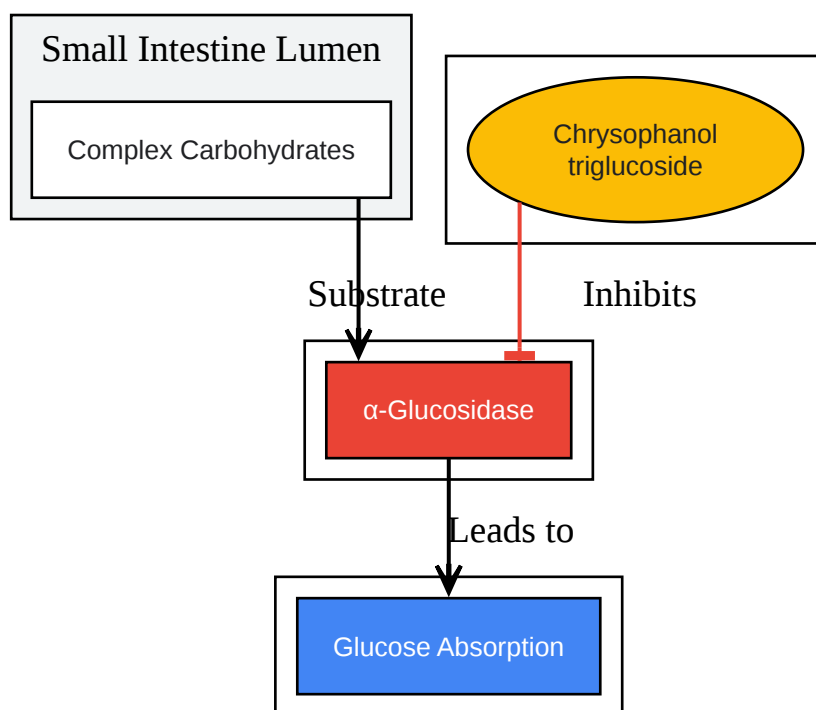 Small Intestine Lumen
Complex Carbohydrates
Chrysophanol
triglucoside
Substrate
Inhibits
α-Glucosidase
Leads to
Glucose Absorption